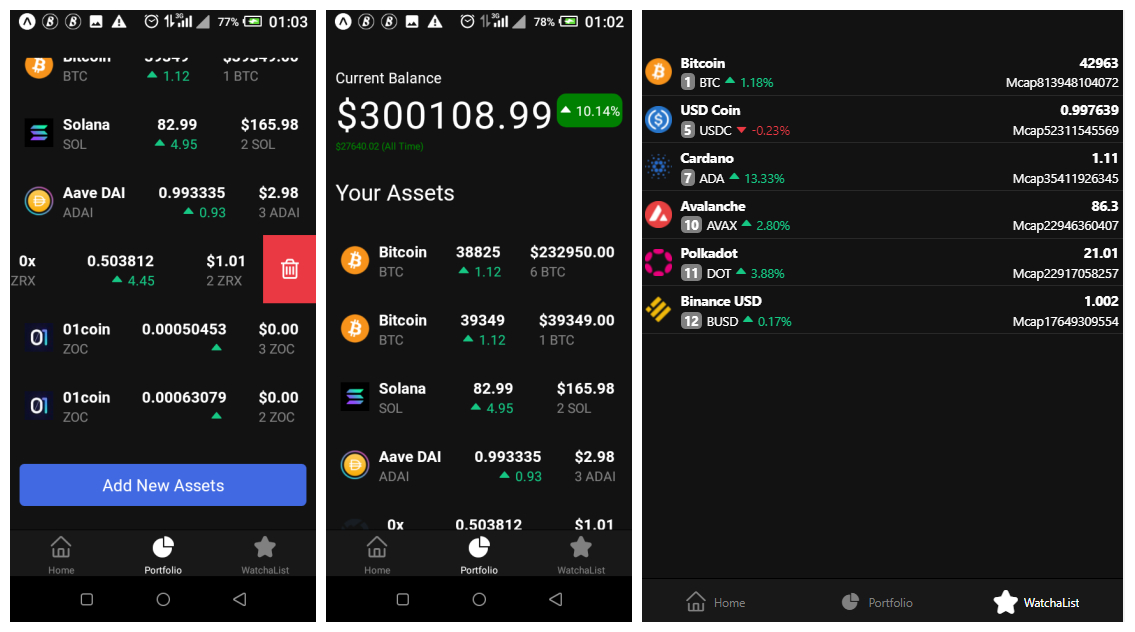 3G 77% 01:03
Bitcoin 39349 $39349.00
BTC 1.12 1 BTC
Solana 82.99 $165.98
SOL 4.95 2 SOL
Aave DAI 0.993335 $2.98
ADAI 0.93 3 ADAI
0x 0.503812 $1.01
ZRX 4.45 2 ZRX
01coin 0.00050453 $0.00
ZOC 3 ZOC
01coin 0.00063079 $0.00
ZOC 2 ZOC
Add New Assets
Home Portfolio WatchaList
3G 78% 01:02
Current Balance
$300108.99 10.14%
$27640.02 (All Time)
Your Assets
Bitcoin 38825 $232950.00
BTC 1.12 6 BTC
Bitcoin 39349 $39349.00
BTC 1.12 1 BTC
Solana 82.99 $165.98
SOL 4.95 2 SOL
Aave DAI 0.993335 $2.98
ADAI 0.93 3 ADAI
0x 0.503812 $1.01
Home Portfolio WatchaList
Bitcoin 42963
1 BTC 1.18% Mcap813948104072
USD Coin 0.997639
5 USDC -0.23% Mcap52311545569
Cardano 1.11
7 ADA 13.33% Mcap35411926345
Avalanche 86.3
10 AVAX 2.80% Mcap22946360407
Polkadot 21.01
11 DOT 3.88% Mcap22917058257
Binance USD 1.002
12 BUSD 0.17% Mcap17649309554
Home Portfolio WatchaList